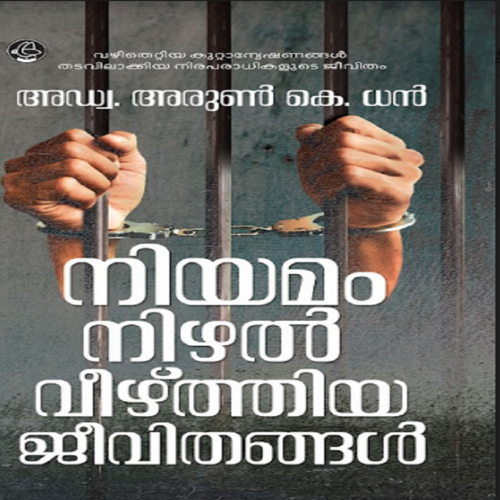 വഴിതെറ്റിയ കുറ്റാന്വേഷണങ്ങൾ
തടവിലാക്കിയ നിരപരാധികളുടെ ജീവിതം
അഡ്വ. അരുൺ കെ. ധൻ
നിയമം
നിഴൽ
വീഴ്ത്തിയ
ജീവിതങ്ങൾ